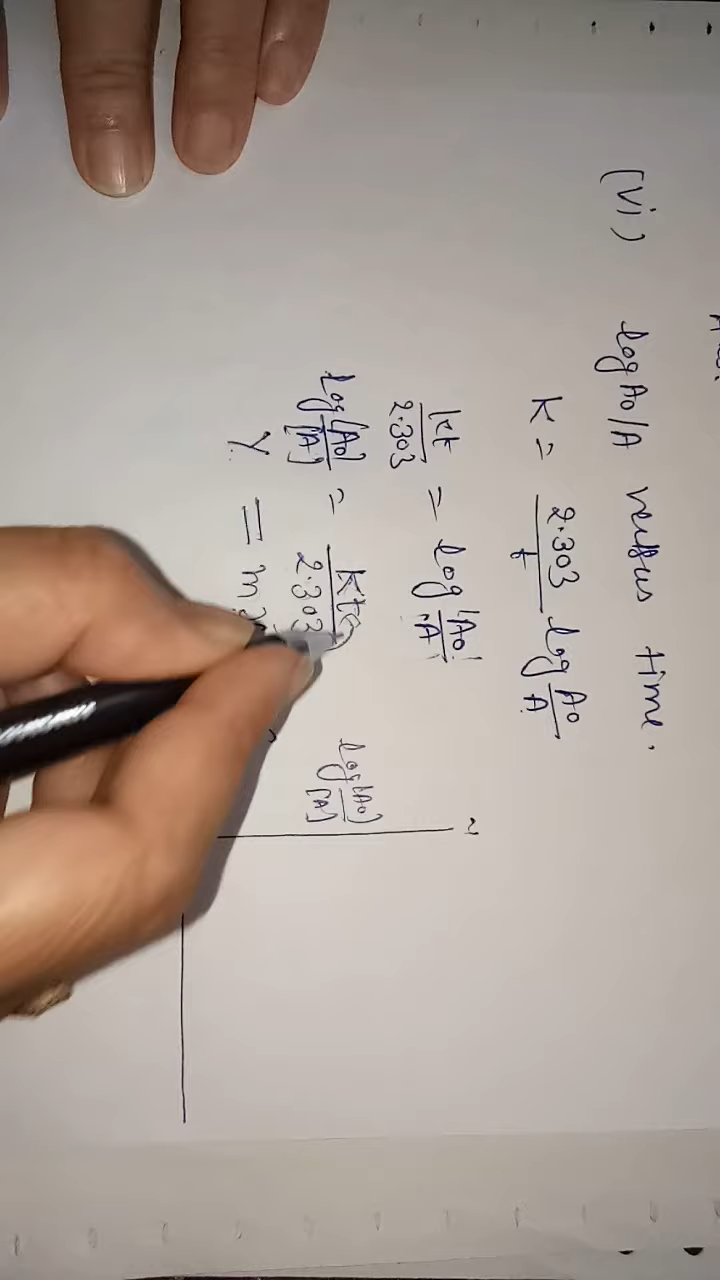 (vi) log A0/A versus time.
K = 2.303/t log A0/A
kt/2.303 = log [A0]/[A]
log [A0]/[A] = kt/2.303
Y = m
log [A0]/[A]